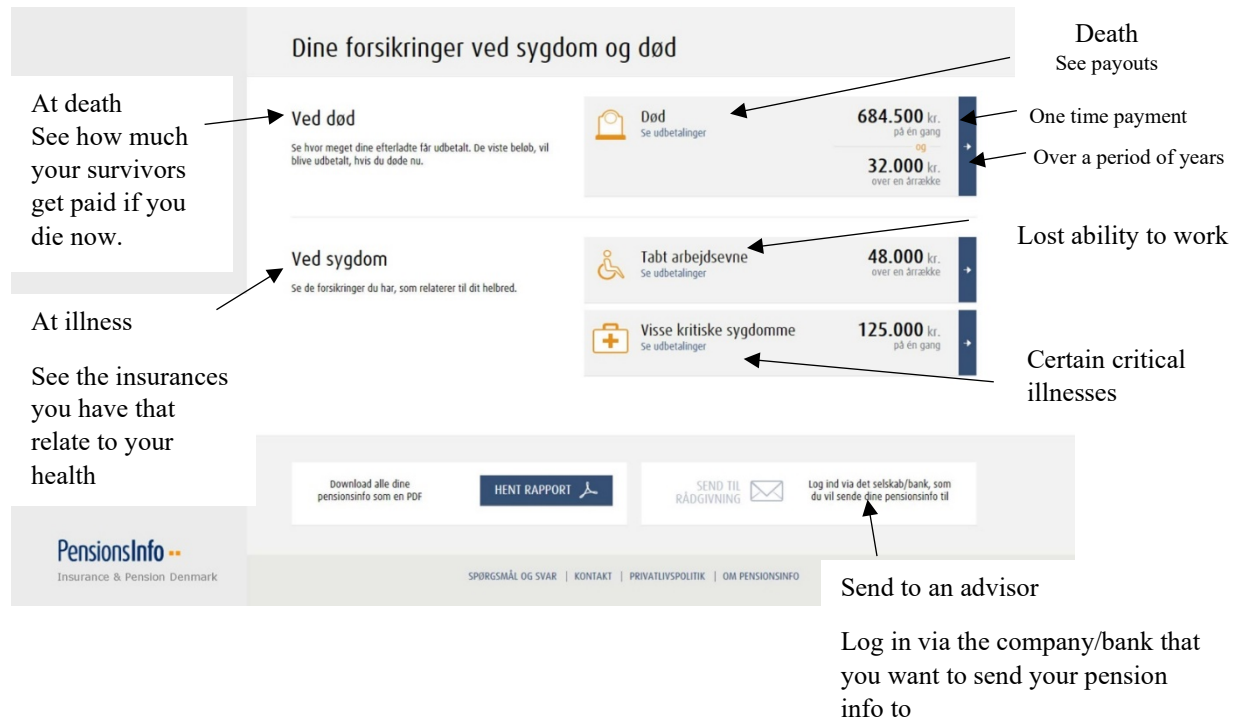 Dine forsikringer ved sygdom og død
Death
See payouts
At death
See how much
your survivors
get paid if you
die now.
Ved død
Se hvor meget dine efterladte får udbetalt. De viste beløb, vil
blive udbetalt, hvis du døde nu.
Død
Se udbetalinger
684.500 kr.
på én gang
og
32.000 kr.
over en årrække
One time payment
Over a period of years
Ved sygdom
Se de forsikringer du har, som relaterer til dit helbred.
Tabt arbejdsevne
Se udbetalinger
48.000 kr.
over en årrække
Lost ability to work
At illness
See the insurances
you have that
relate to your
health
Visse kritiske sygdomme
Se udbetalinger
125.000 kr.
på én gang
Certain critical
illnesses
Download alle dine
pensionsinfo som en PDF
HENT RAPPORT
SEND TIL
RÅDGIVNING
Log ind via det selskab/bank, som
du vil sende dine pensionsinfo til
PensionsInfo
Insurance & Pension Denmark
SPØRGSMÅL OG SVAR | KONTAKT | PRIVATLIVSPOLITIK | OM PENSIONSINFO
Send to an advisor
Log in via the company/bank that
you want to send your pension
info to